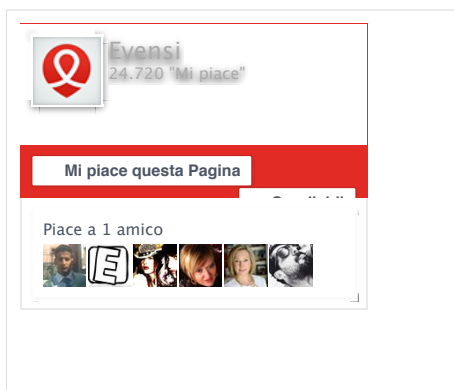 Evensi
24.720 "Mi piace"
Mi piace questa Pagina
Piace a 1 amico
E